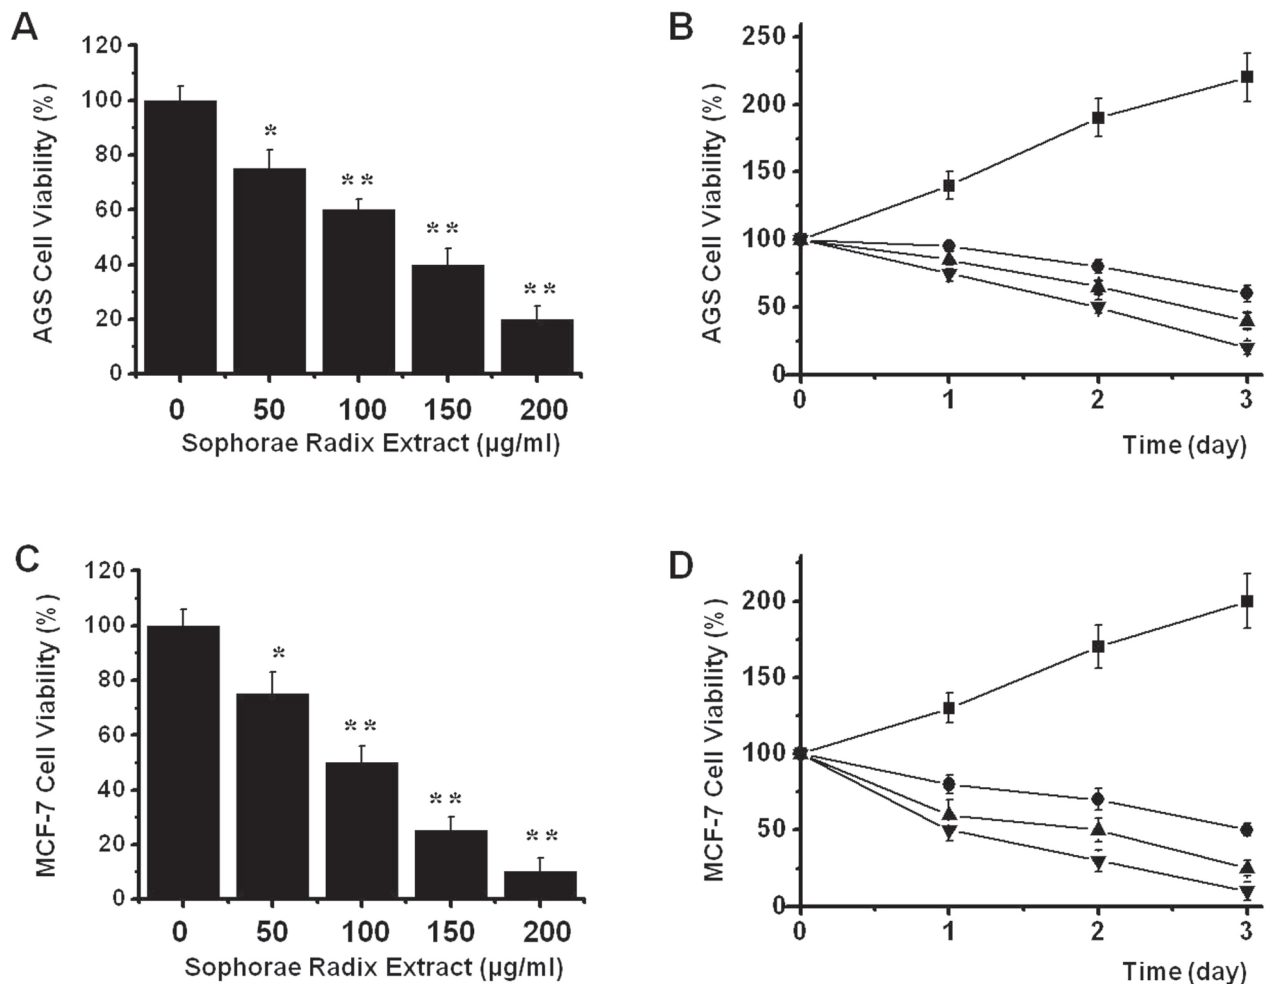 A
AGS Cell Viability (%)
120
100
80
60
40
20
0
*
**
**
**
0 50 100 150 200
Sophorae Radix Extract (µg/ml)
B
AGS Cell Viability (%)
250
200
150
100
50
0
0 1 2 3
Time (day)
C
MCF-7 Cell Viability (%)
120
100
80
60
40
20
0
*
**
**
**
0 50 100 150 200
Sophorae Radix Extract (µg/ml)
D
MCF-7 Cell Viability (%)
200
150
100
50
0
0 1 2 3
Time (day)